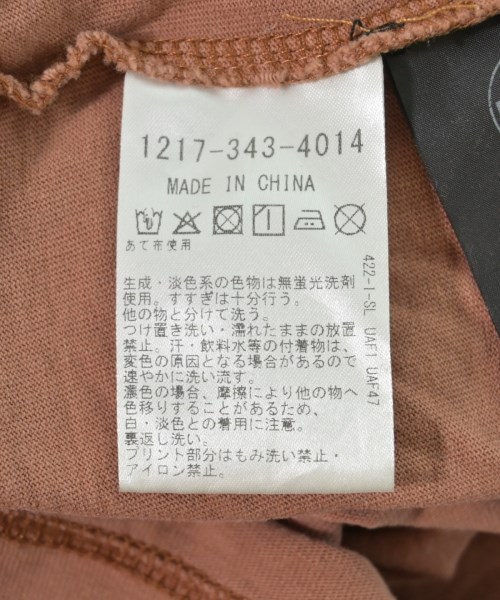 1217-343-4014
MADE IN CHINA
あて布使用
生成・淡色系の色物は無蛍光洗剤
使用。すすぎは十分行う。
他の物と分けて洗う。
つけ置き洗い・濡れたままの放置
禁止。汗・飲料水等の付着物は、
変色の原因となる場合があるので
速やかに洗い流す。
濃色の場合、摩擦により他の物へ
色移りすることがあるため、
白・淡色との着用に注意。
裏返し洗い。
プリント部分はもみ洗い禁止・
アイロン禁止。
422-1-SL UAF1 UAF47